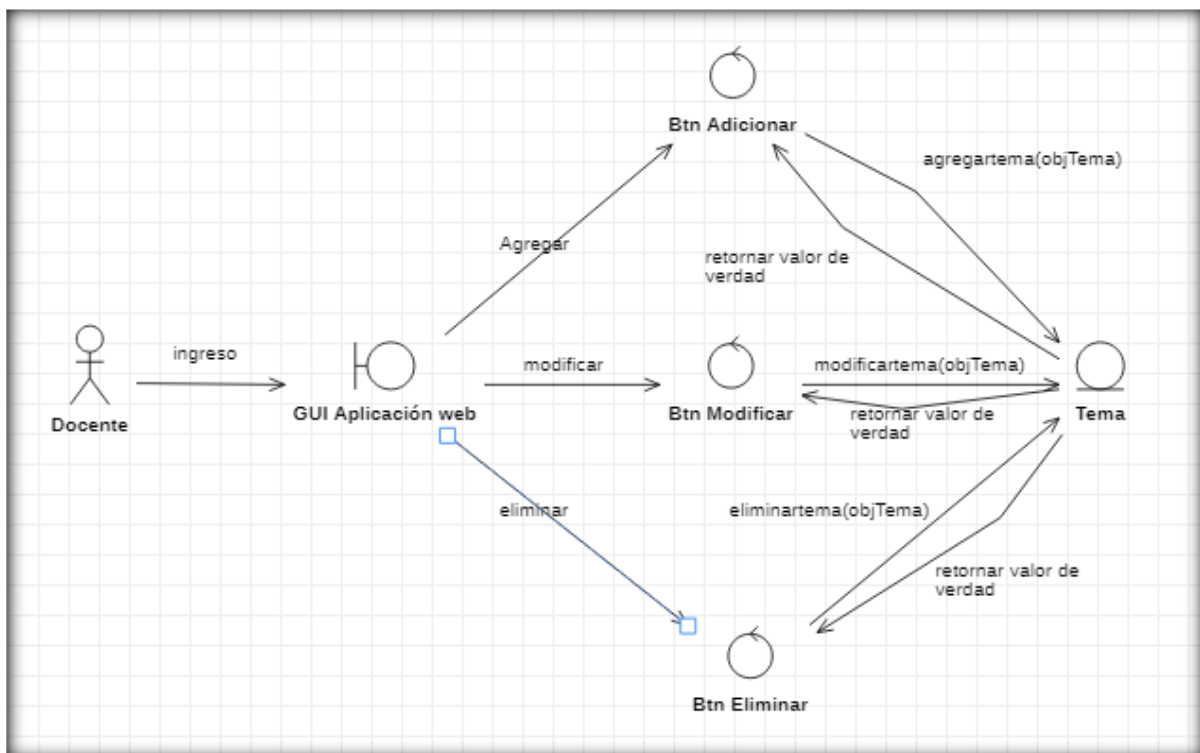 Btn Adicionar
agregartema(objTema)
Agregar
retornar valor de
verdad
ingreso
modificar
modificartema(objTema)
Docente
GUI Aplicación web
Btn Modificar
retornar valor de
verdad
Tema
eliminar
eliminartema(objTema)
retornar valor de
verdad
Btn Eliminar